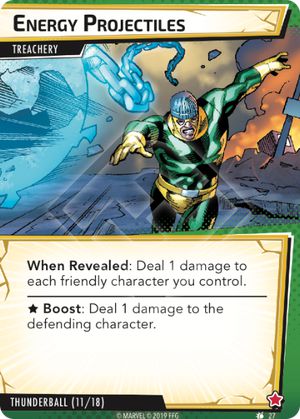 ENERGY PROJECTILES
TREACHERY
When Revealed: Deal 1 damage to
each friendly character you control.
★ Boost: Deal 1 damage to the
defending character.
THUNDERBALL (11/18)
© MARVEL © 2019 FFG
27